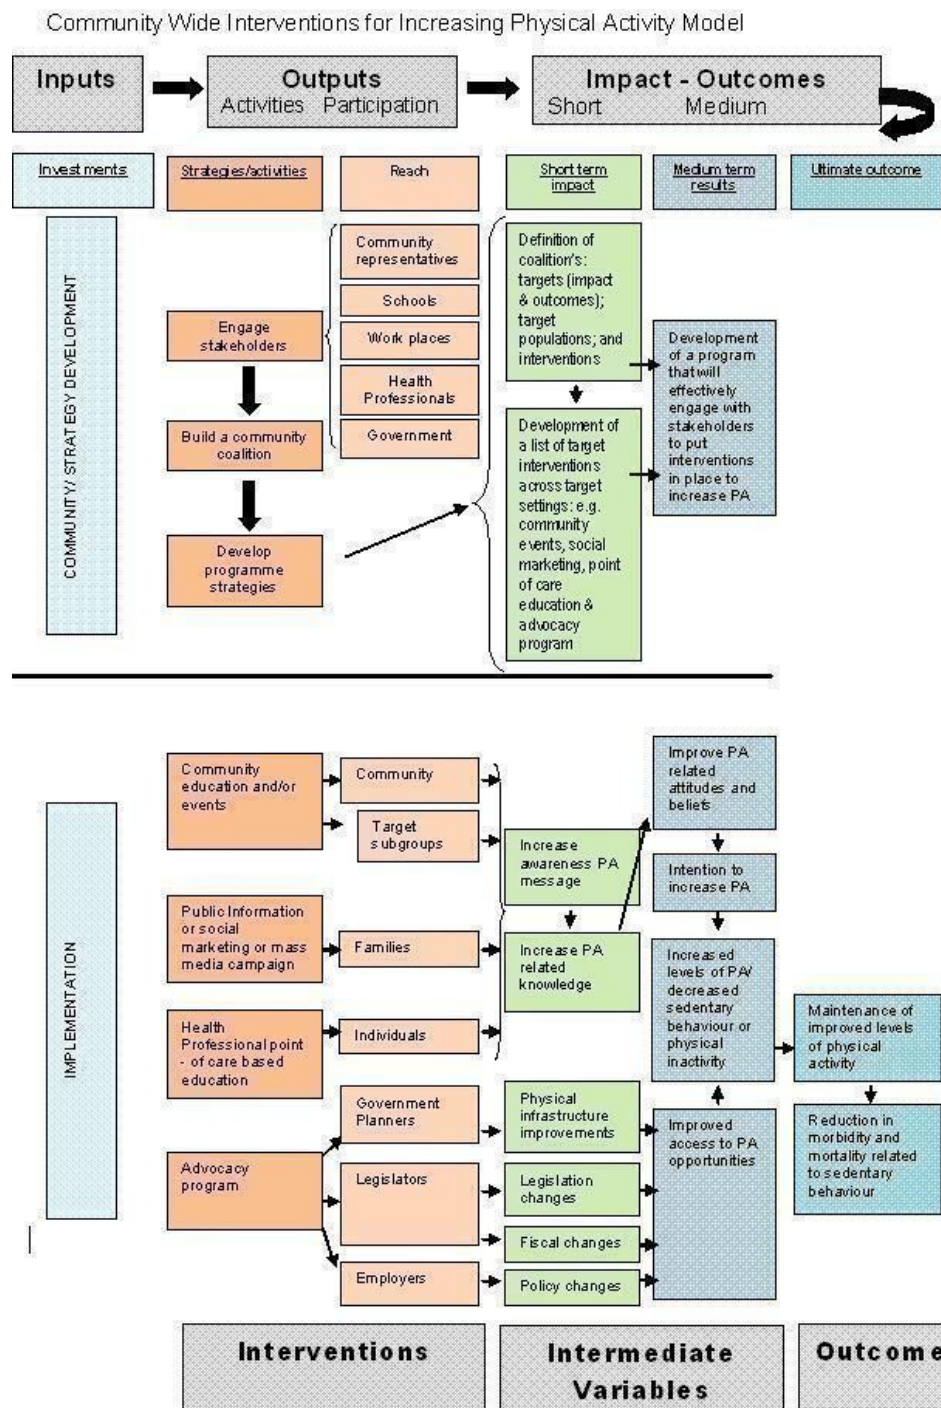 Community Wide Interventions for Increasing Physical Activity Model
Inputs
Outputs
Activities Participation
Impact - Outcomes
Short Medium
Investments
Strategies/activities
Reach
Short term
impact
Medium term
results
Ultimate outcome
COMMUNITY/ STRATEGY DEVELOPMENT
Engage
stakeholders
Build a community
coalition
Develop
programme
strategies
Community
representatives
Schools
Work places
Health
Professionals
Government
Definition of
coalition's:
targets (impact
& outcomes);
target
populations; and
interventions
Development of
a list of target
interventions
across target
settings: e.g.
community
events, social
marketing, point
of care
education &
advocacy
program
Development
of a program
that will
effectively
engage with
stakeholders
to put
interventions
in place to
increase PA
IMPLEMENTATION
Community
education and/or
events
Public Information
or social
marketing or mass
media campaign
Health
Professional point
- of care based
education
Advocacy
program
Community
Target
subgroups
Families
Individuals
Government
Planners
Legislators
Employers
Increase
awareness PA
message
Increase PA
related
knowledge
Physical
infrastructure
improvements
Legislation
changes
Fiscal changes
Policy changes
Improve PA
related
attitudes and
beliefs
Intention to
increase PA
Increased
levels of PA/
decreased
sedentary
behaviour or
physical
inactivity
Improved
access to PA
opportunities
Maintenance of
improved levels
of physical
activity
Reduction in
morbidity and
mortality related
to sedentary
behaviour
Interventions
Intermediate
Variables
Outcome